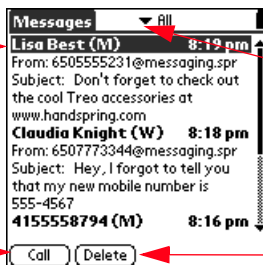 Messages All
Lisa Best (M) 8:19 pm
From: 6505555231@messaging.spr
Subject: Don't forget to check out
the cool Treo accessories at
www.handspring.com
Claudia Knight (W) 8:18 pm
From: 6507773344@messaging.spr
Subject: Hey, I forgot to tell you
that my new mobile number is
555-4567
4155558794 (M) 8:16 pm
Call Delete